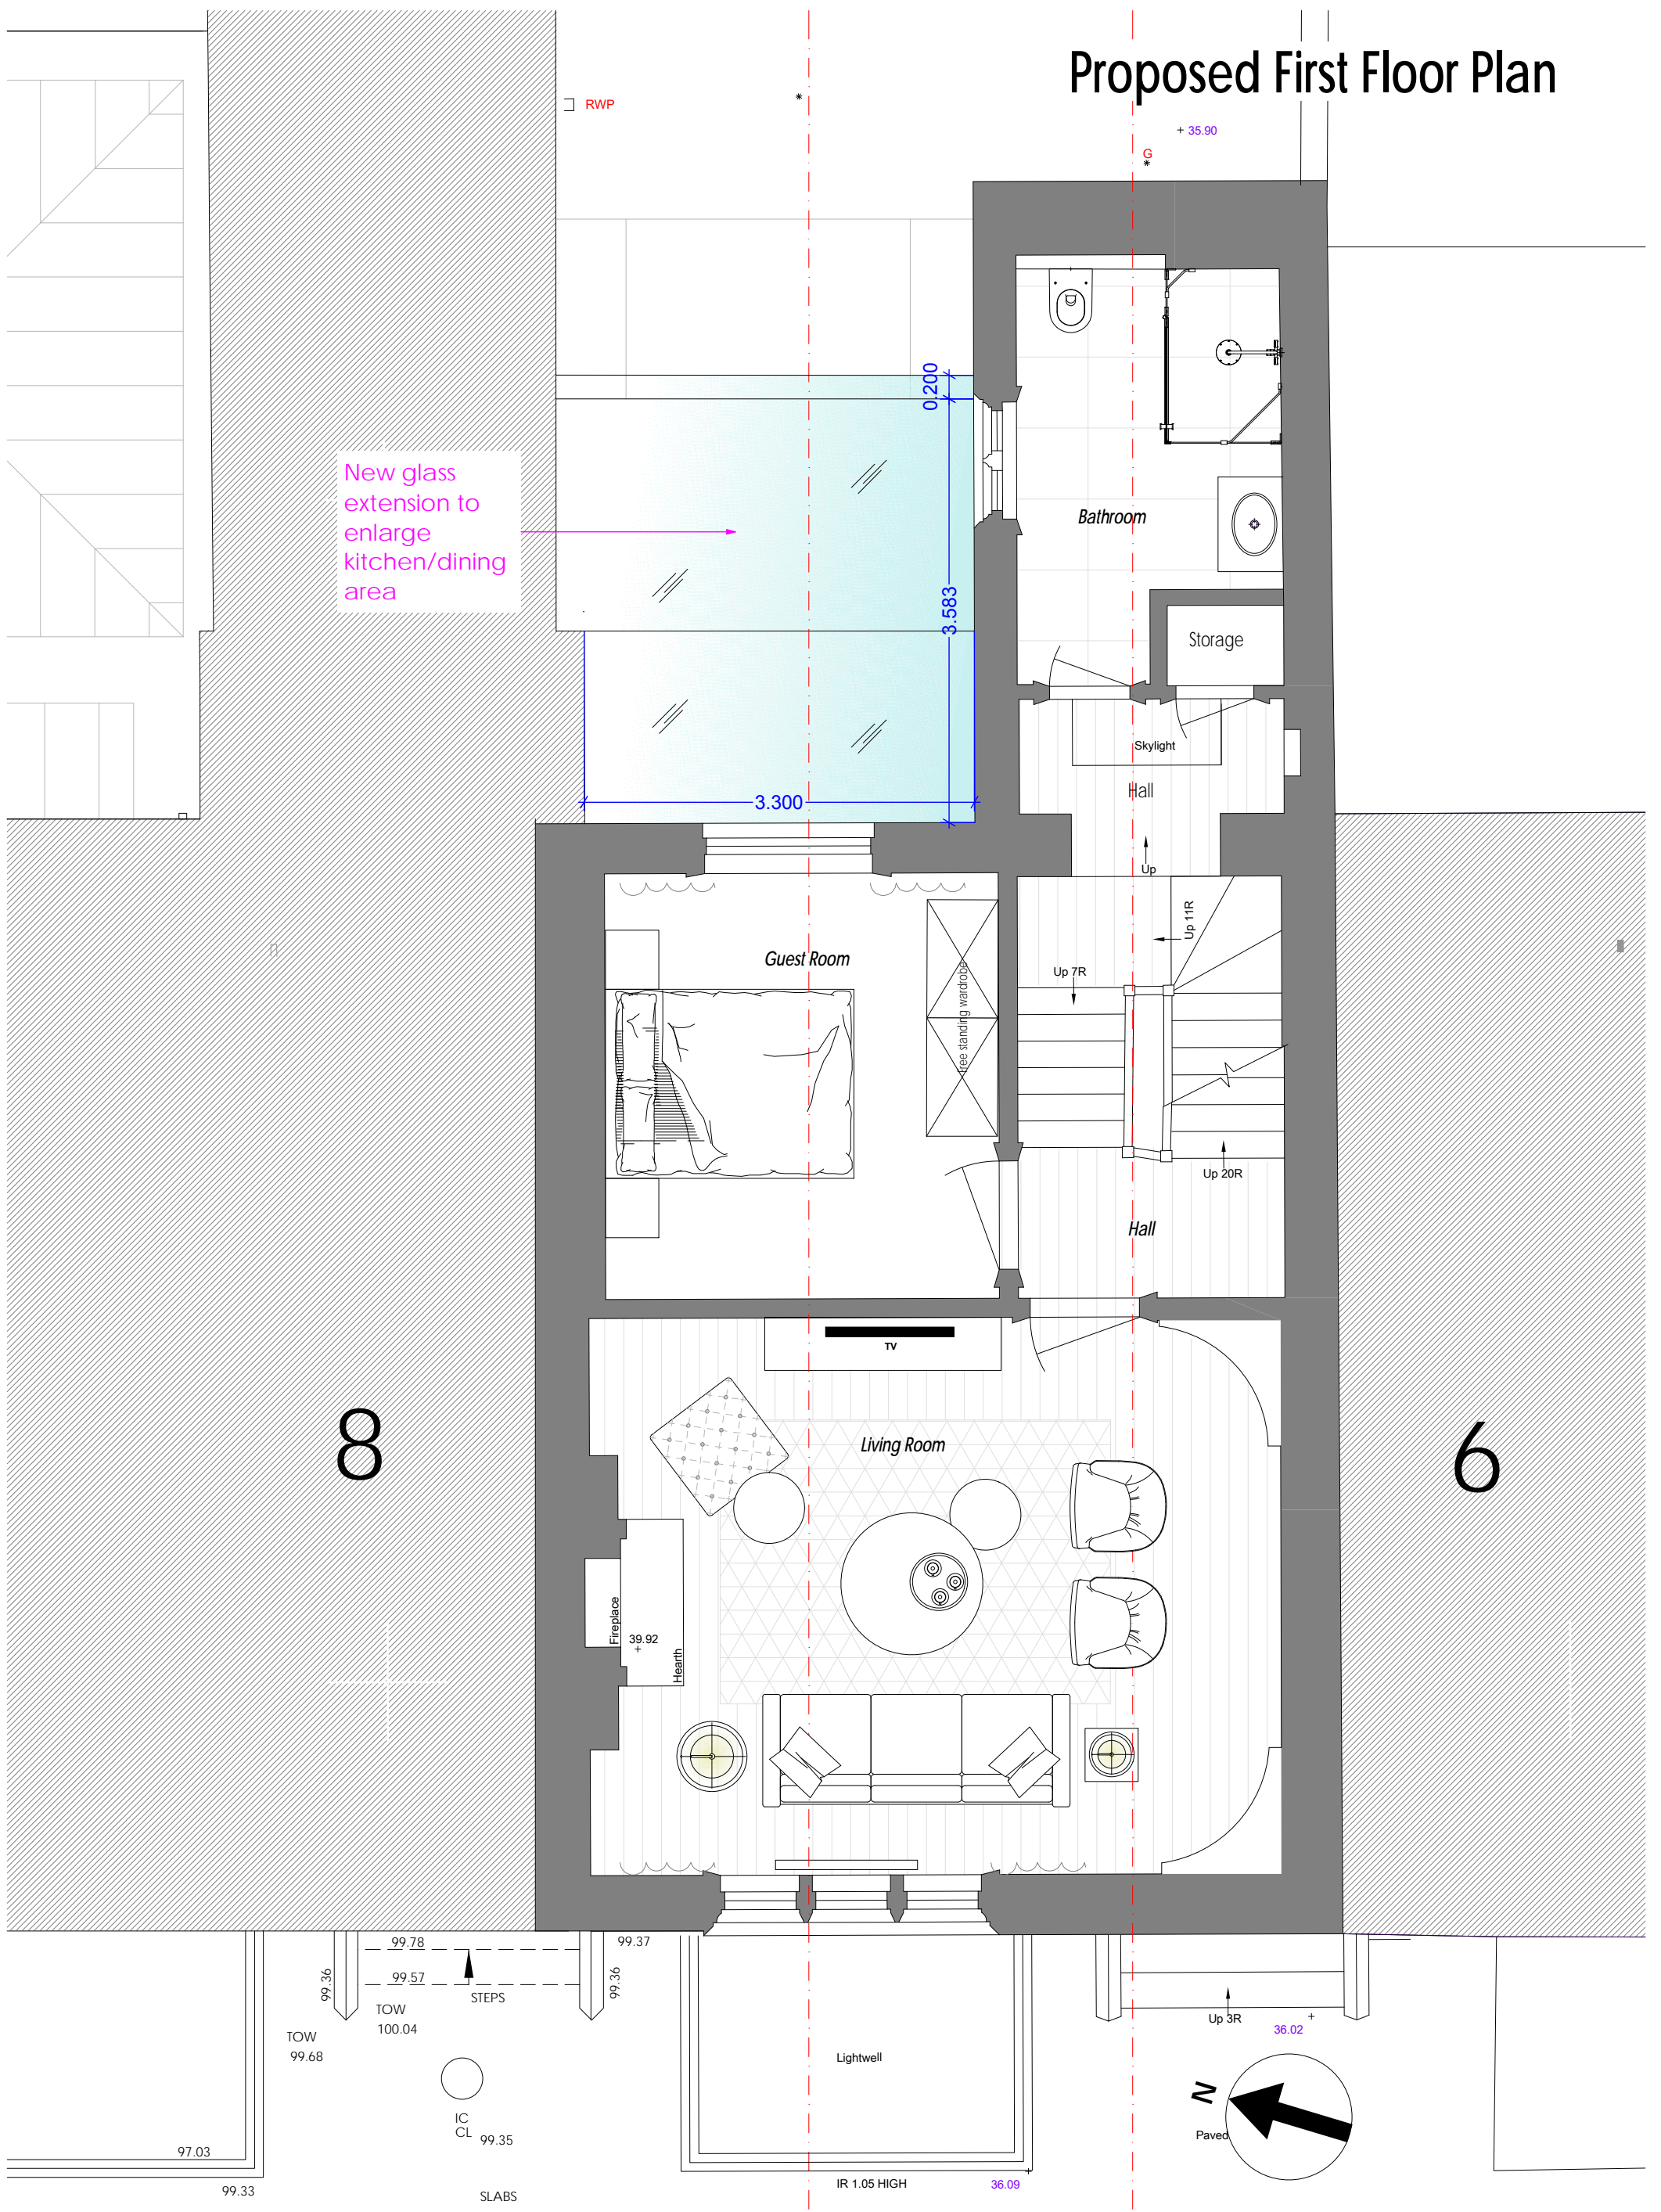 Proposed First Floor Plan
RWP
35.90
G
0.200
New glass
extension to
enlarge
kitchen/dining
area
3.583
Bathroom
Storage
Skylight
Hall
3.300
Up
Up 11R
Guest Room
free standing wardrobe
Up 7R
Up 20R
Hall
TV
Living Room
8
6
Fireplace
39.92
Hearth
99.78
99.37
99.57
99.36
99.36
STEPS
TOW
100.04
TOW
99.68
Up 3R
36.02
Lightwell
N
Paved
IC
CL
99.35
97.03
99.33
SLABS
IR 1.05 HIGH
36.09